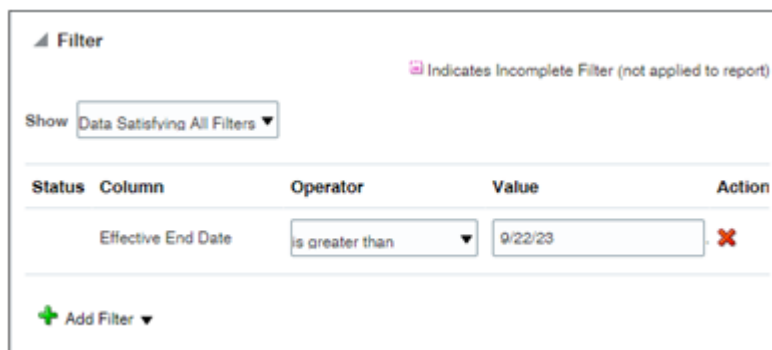 Filter
Indicates Incomplete Filter (not applied to report)
Show Data Satisfying All Filters
Status Column Operator Value Action
Effective End Date is greater than 9/22/23
Add Filter